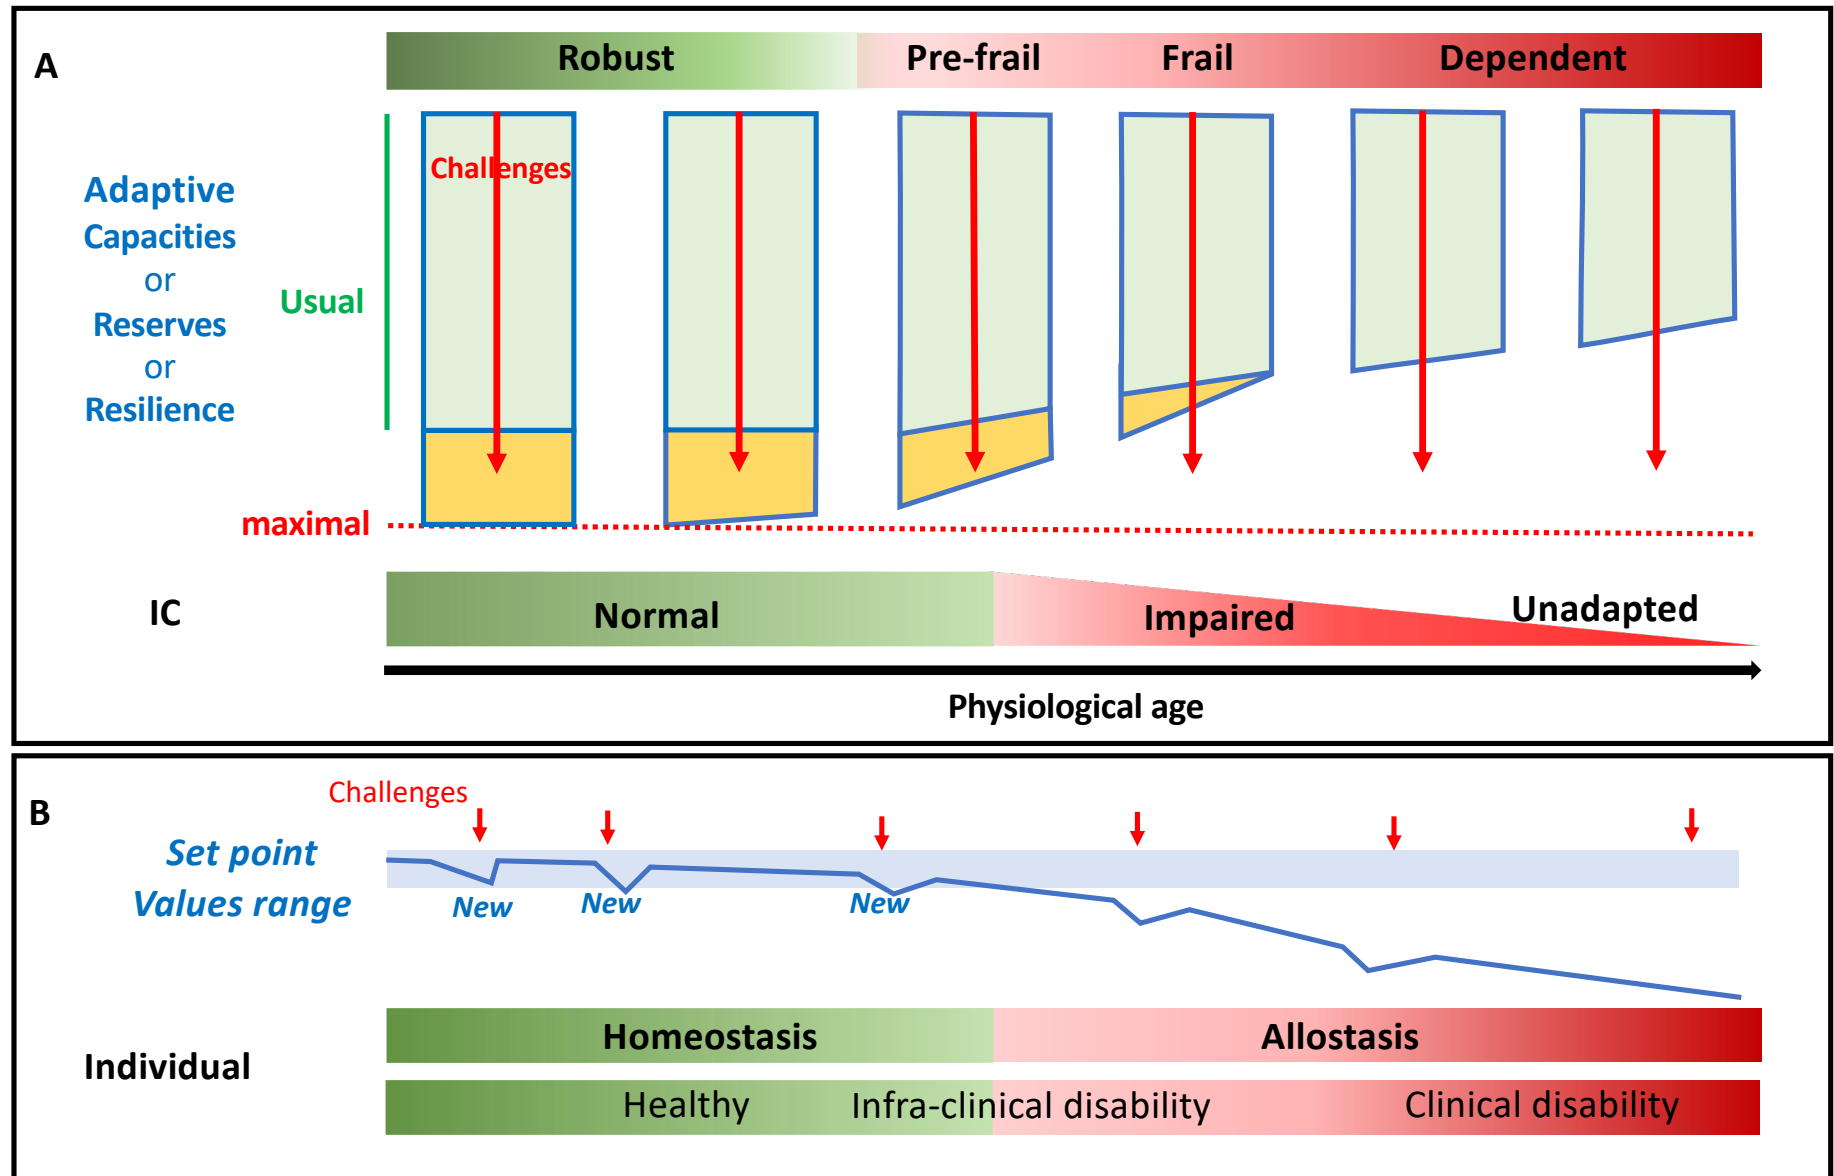 A
Robust
Pre-frail
Frail
Dependent
Challenges
Adaptive
Capacities
or
Reserves
or
Resilience
Usual
maximal
IC
Normal
Impaired
Unadapted
Physiological age
B
Challenges
Set point
Values range
New
New
New
Individual
Homeostasis
Allostasis
Healthy
Infra-clinical disability
Clinical disability